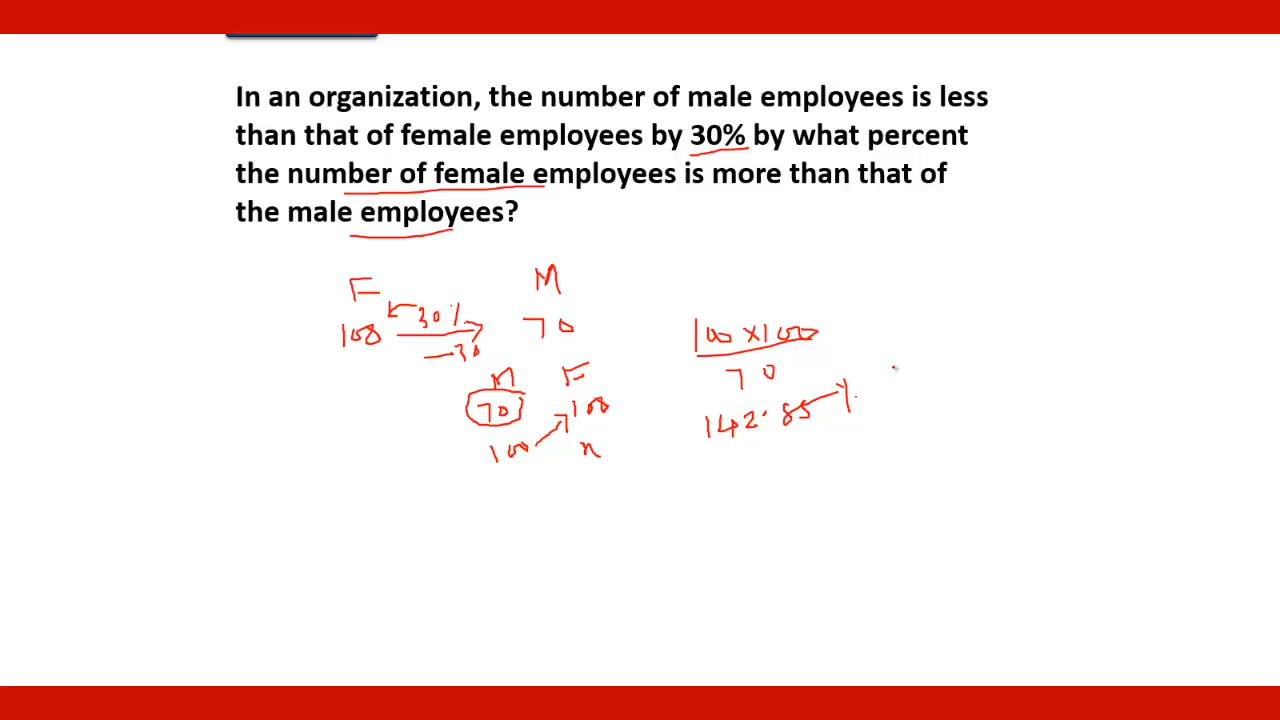 In an organization, the number of male employees is less
than that of female employees by 30% by what percent
the number of female employees is more than that of
the male employees?
F M
100 30% 70
-30
M F
70 100
100 x
100 x 100
70
142.85 %